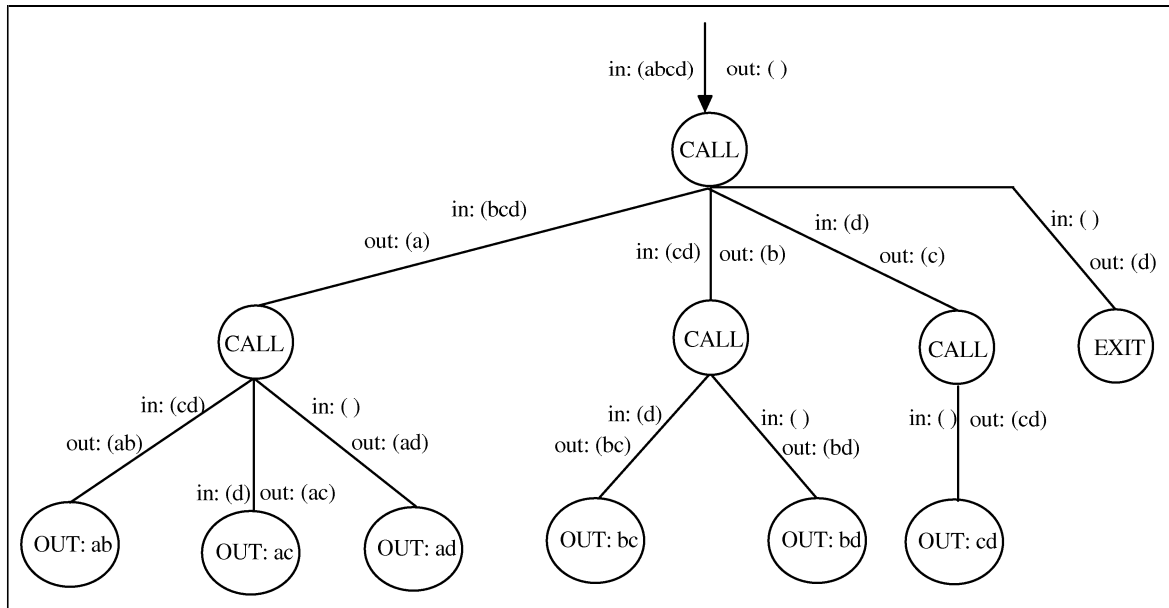 in: (abcd) out: ( )
CALL
in: (bcd)
out: (a)
in: (cd) out: (b)
in: (d)
out: (c)
in: ( )
out: (d)
CALL
CALL
CALL
EXIT
in: (cd)
out: (ab)
in: (d) out: (ac)
in: ( )
out: (ad)
in: (d)
out: (bc)
in: ( )
out: (bd)
in: ( ) out: (cd)
OUT: ab
OUT: ac
OUT: ad
OUT: bc
OUT: bd
OUT: cd